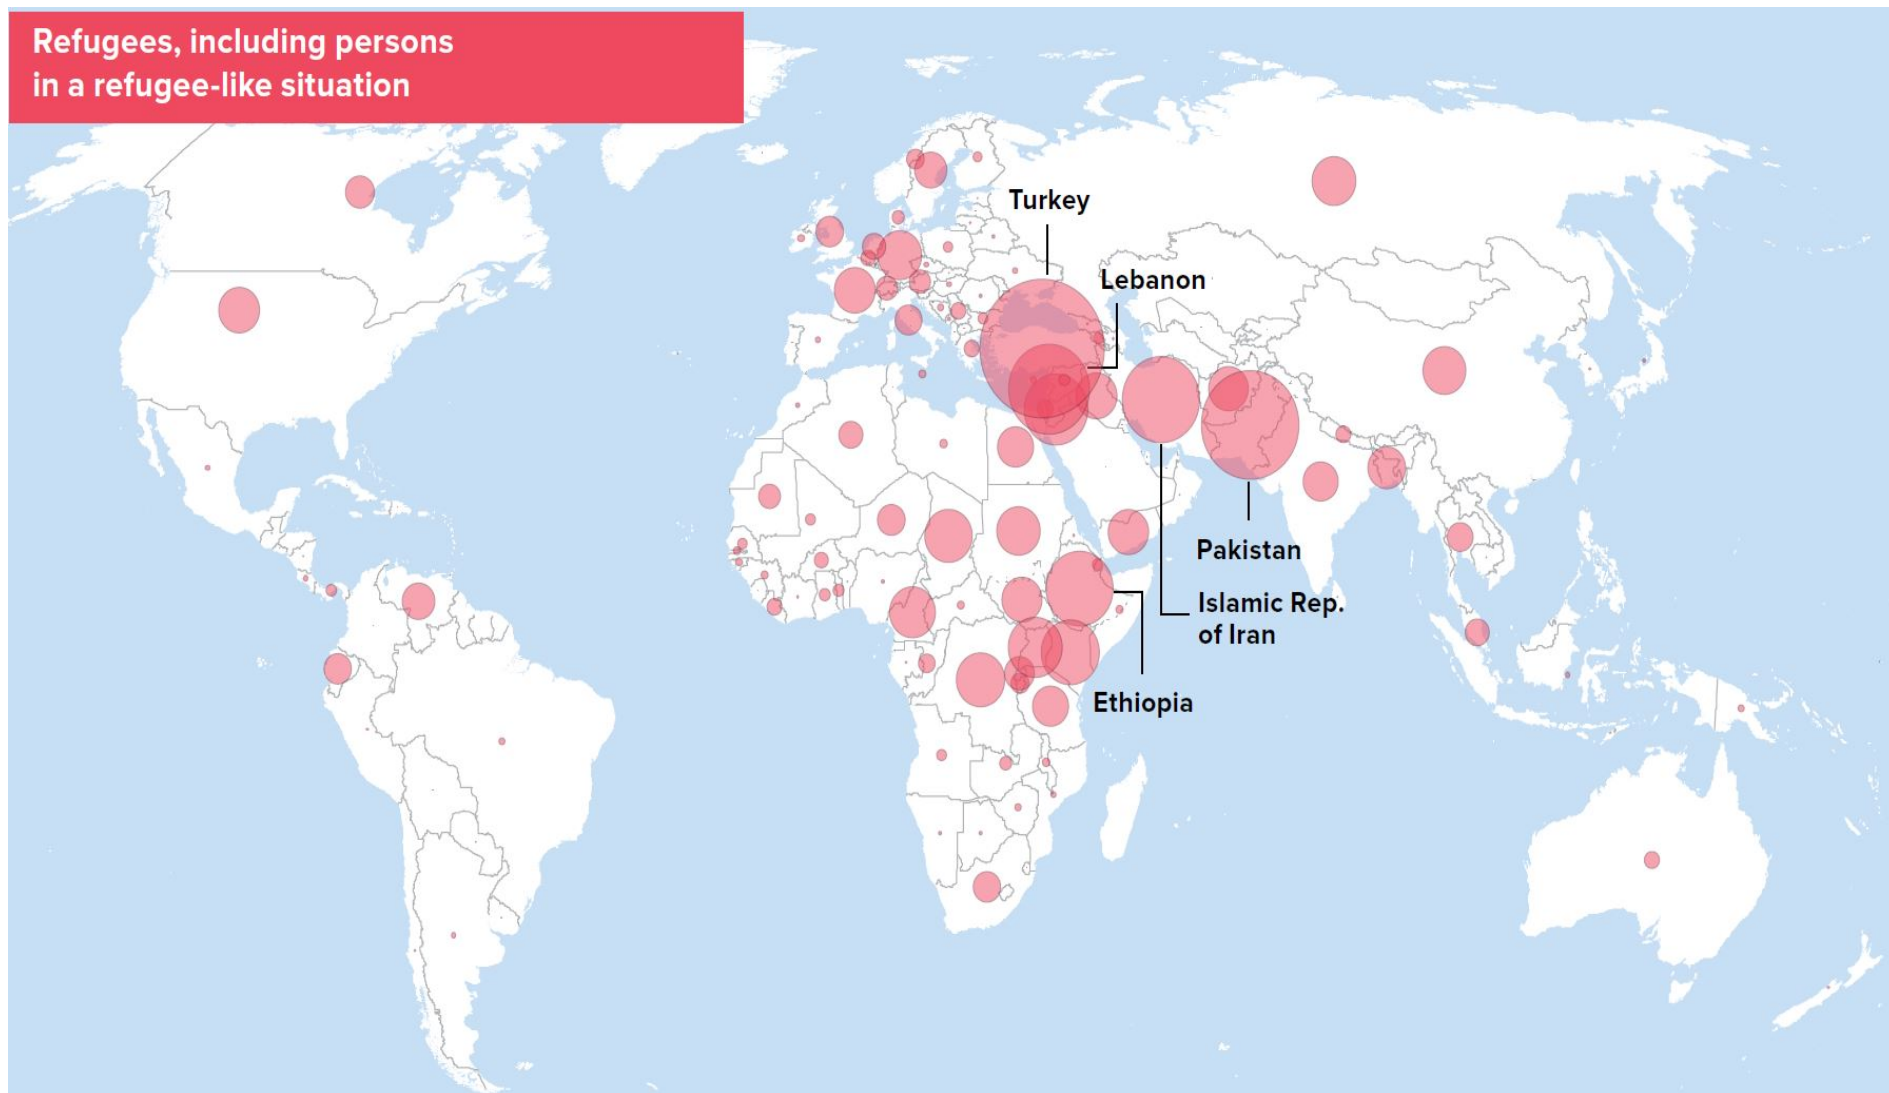 Refugees, including persons
in a refugee-like situation
Turkey
Lebanon
Pakistan
Islamic Rep.
of Iran
Ethiopia